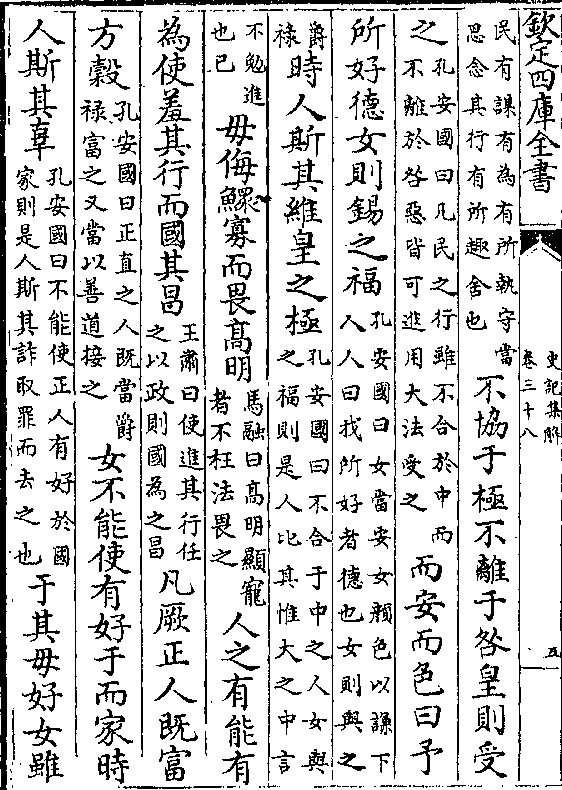 欽定四庫全書
史記集解
卷三十八
五
民有謀有為有所執守當
思念其行有所趣舍也
不協于極不離于咎皇則受
之
孔安國曰凡民之行雖不合於中而
不離於咎惡皆可進用大法受之
而安而色曰予
所好德女則錫之福
孔安國曰女當安女顏色以謙下
人人曰我所好者德也女則與之
爵
祿
時人斯其維皇之極
孔安國曰不合于中之人女與
之福則是人比其惟大之中言
不勉進
也已
毋侮鰥寡而畏高明
馬融曰高明顯寵
者不枉法畏之
人之有能有
為使羞其行而國其昌
王肅曰使進其行任
之以政則國為之昌
凡厥正人既富
方穀
孔安國曰正直之人既當爵
祿富之又當以善道接之
女不能使有好于而家時
人斯其辜
孔安國曰不能使正人有好於國
家則是人斯其詐取罪而去之也
于其毋好女雖